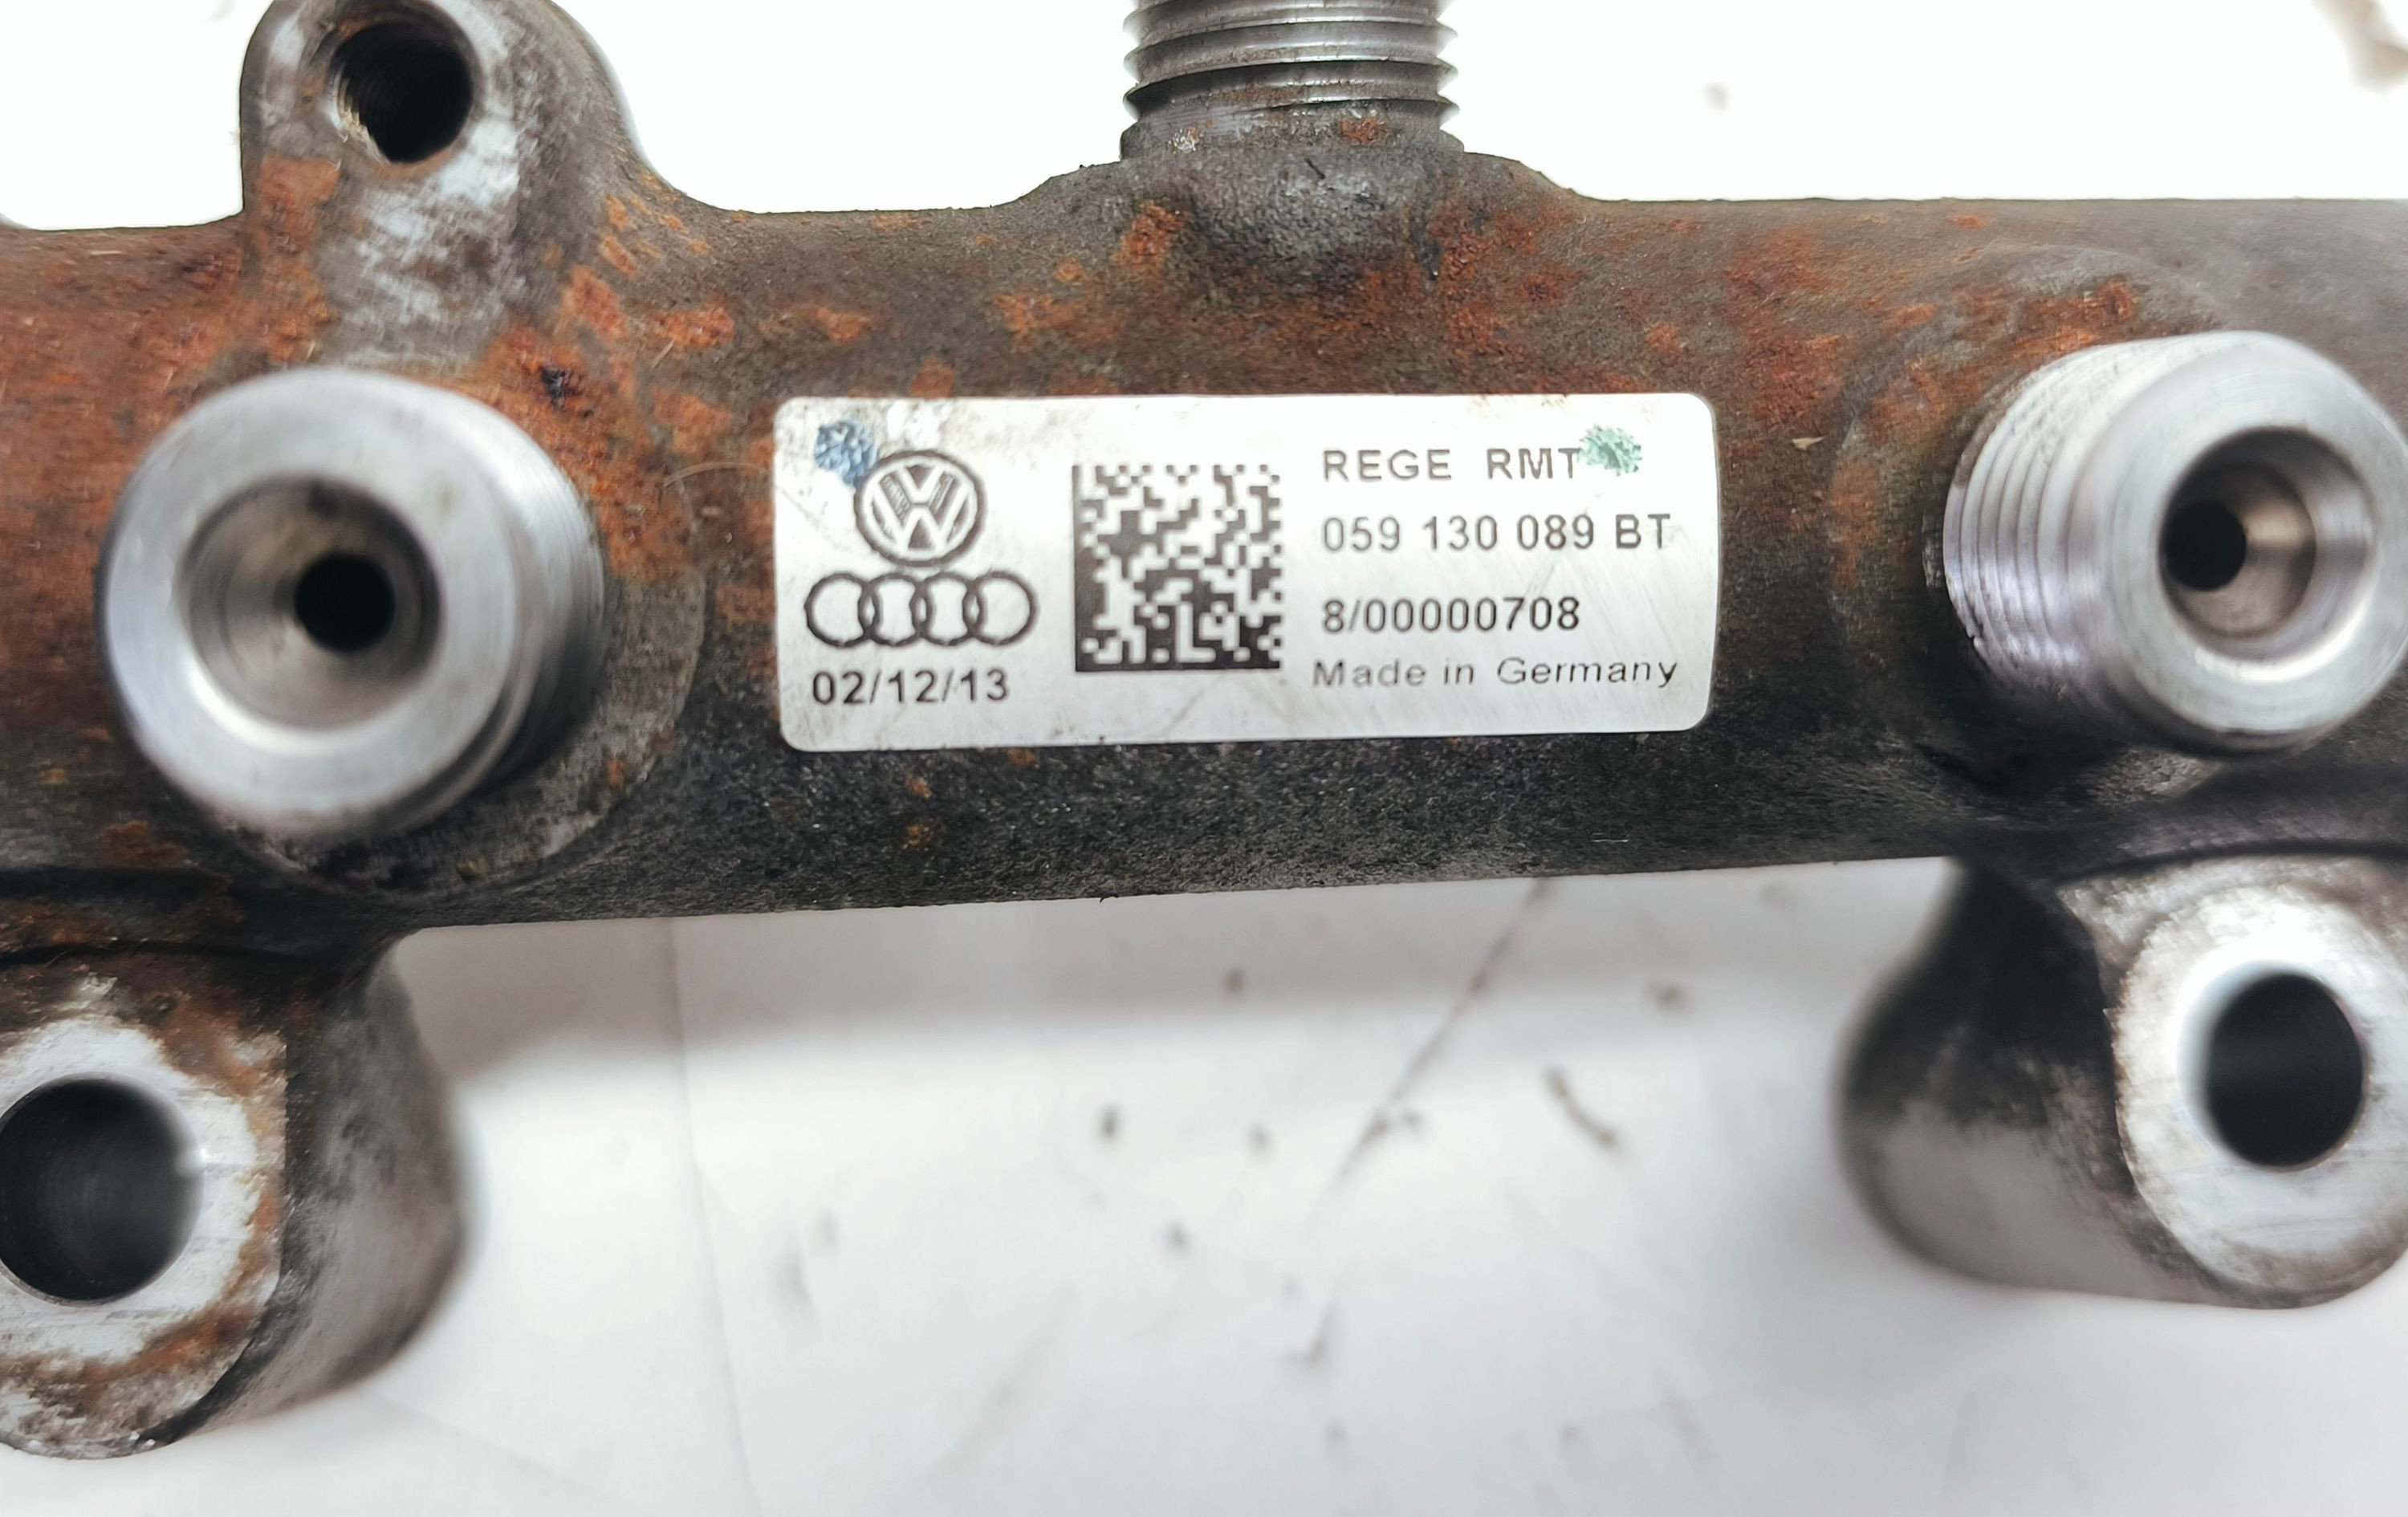 REGE RMT
059 130 089 BT
8/00000708
Made in Germany
02/12/13